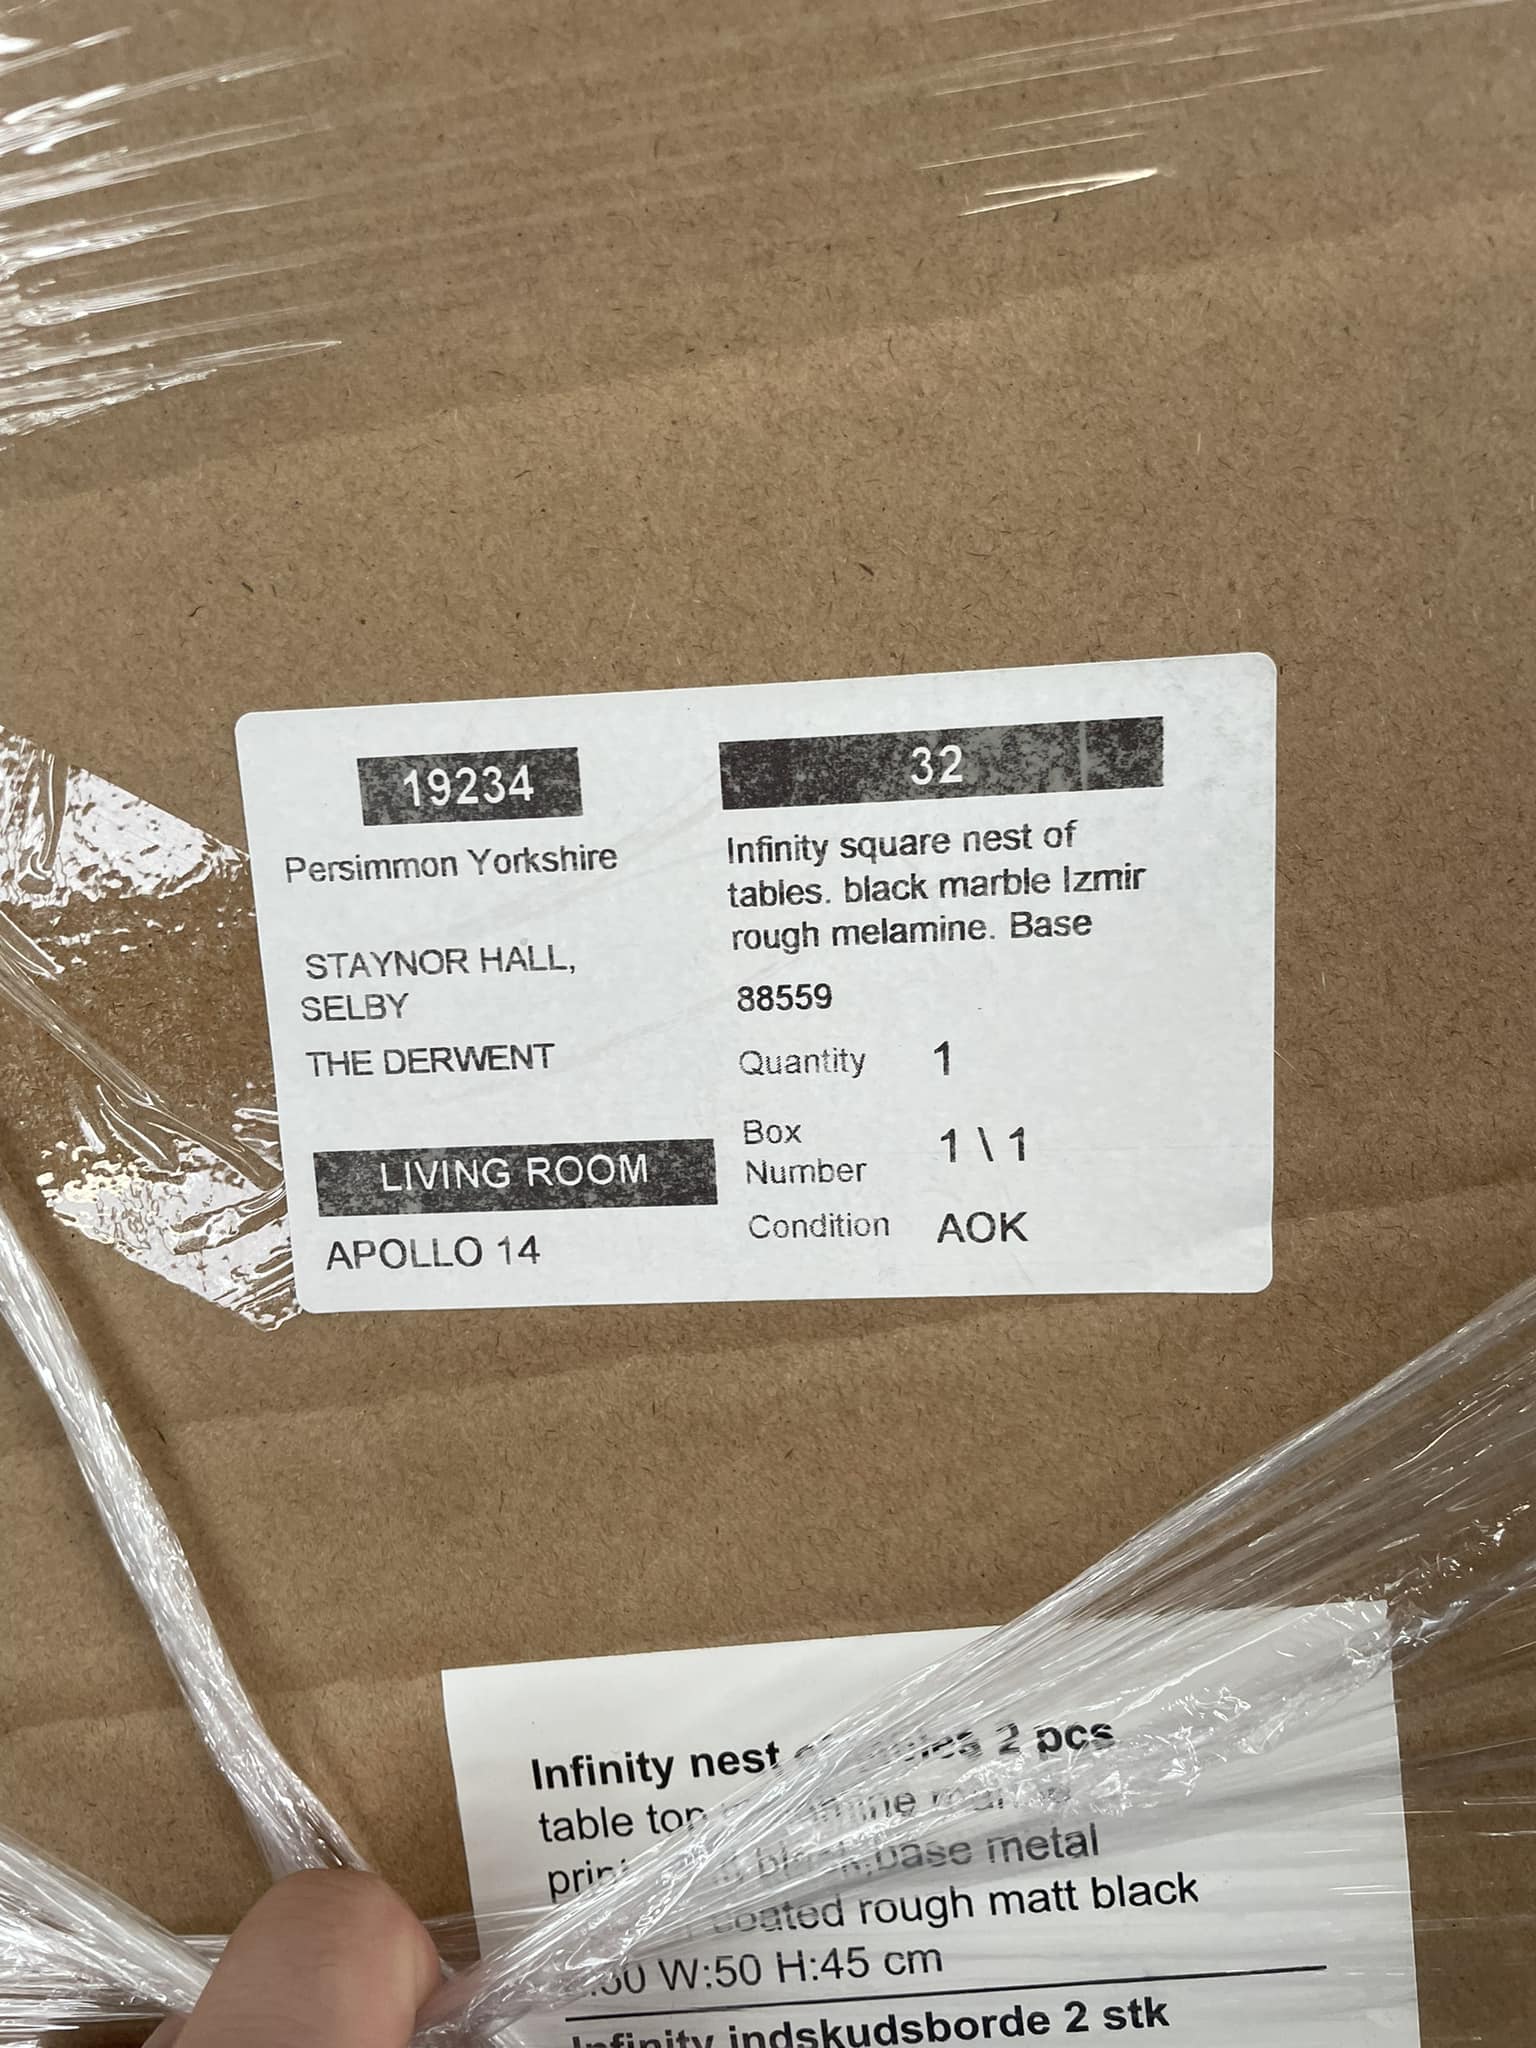 19234
Persimmon Yorkshire
STAYNOR HALL,
SELBY
THE DERWENT
LIVING ROOM
APOLLO 14
32
Infinity square nest of
tables. black marble Izmir
rough melamine. Base
88559
Quantity 1
Box
Number 1 \ 1
Condition AOK
Infinity nest 2 pcs
table top
base metal
coated rough matt black
W:50 H:45 cm
Infinity indskudsborde 2 stk